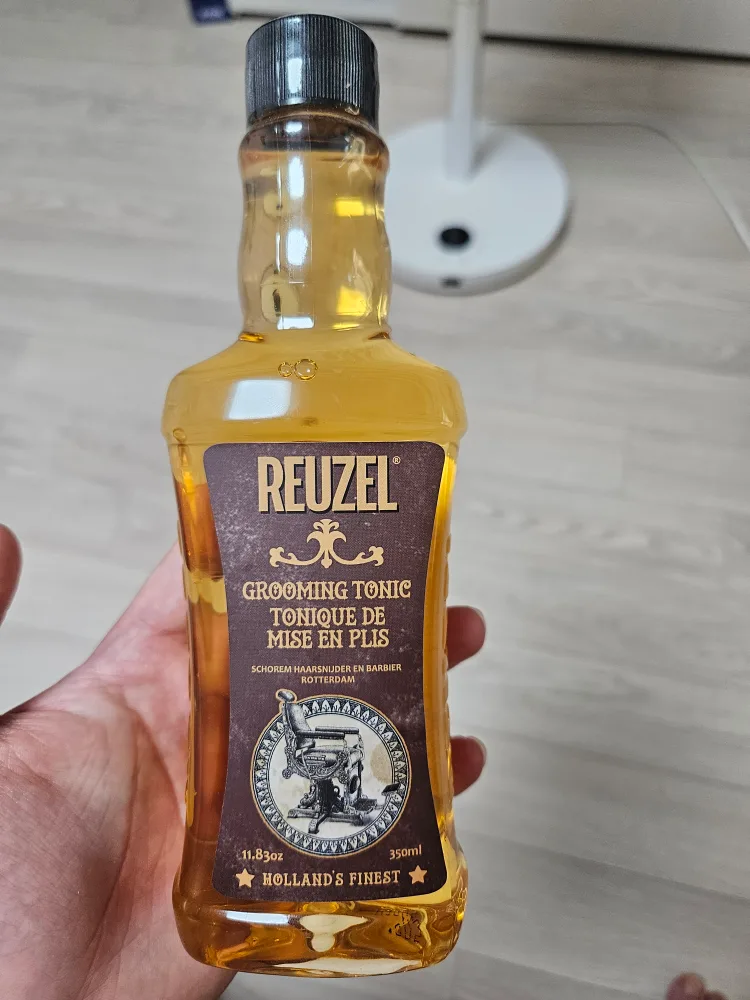 REUZEL®
GROOMING TONIC
TONIQUE DE
MISE EN PLIS
SCHOREM HAARSNIJDER EN BARBIER
ROTTERDAM
11.83oz 350ml
HOLLAND'S FINEST